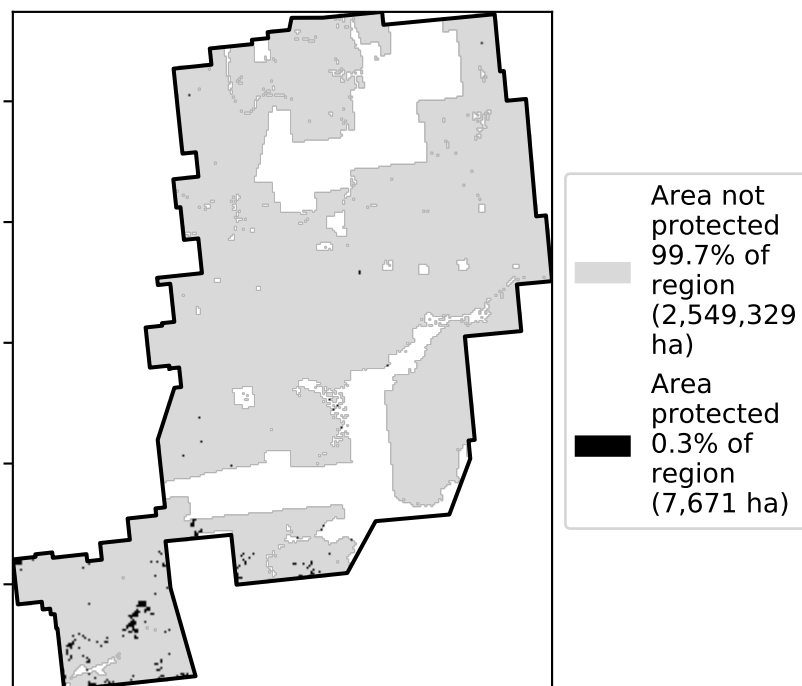 Area not
protected
99.7% of
region
(2,549,329
ha)
Area
protected
0.3% of
region
(7,671 ha)